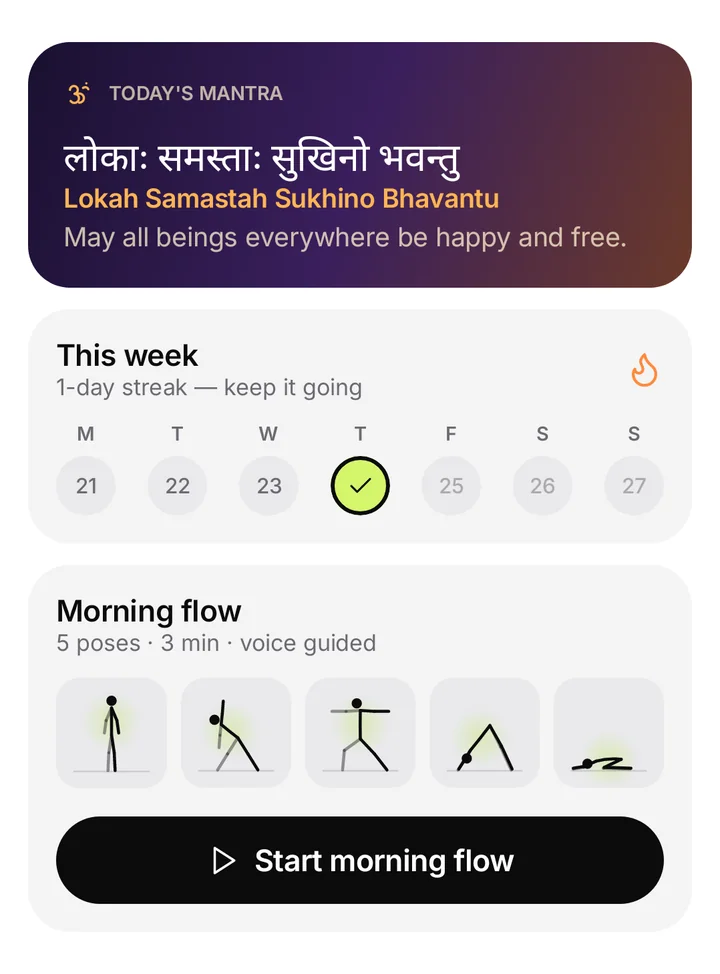 ॐ TODAY'S MANTRA
लोकाः समस्ताः सुखिनो भवन्तु
Lokah Samastah Sukhino Bhavantu
May all beings everywhere be happy and free.
This week
1-day streak — keep it going
M T W T F S S
21 22 23 25 26 27
Morning flow
5 poses · 3 min · voice guided
Start morning flow